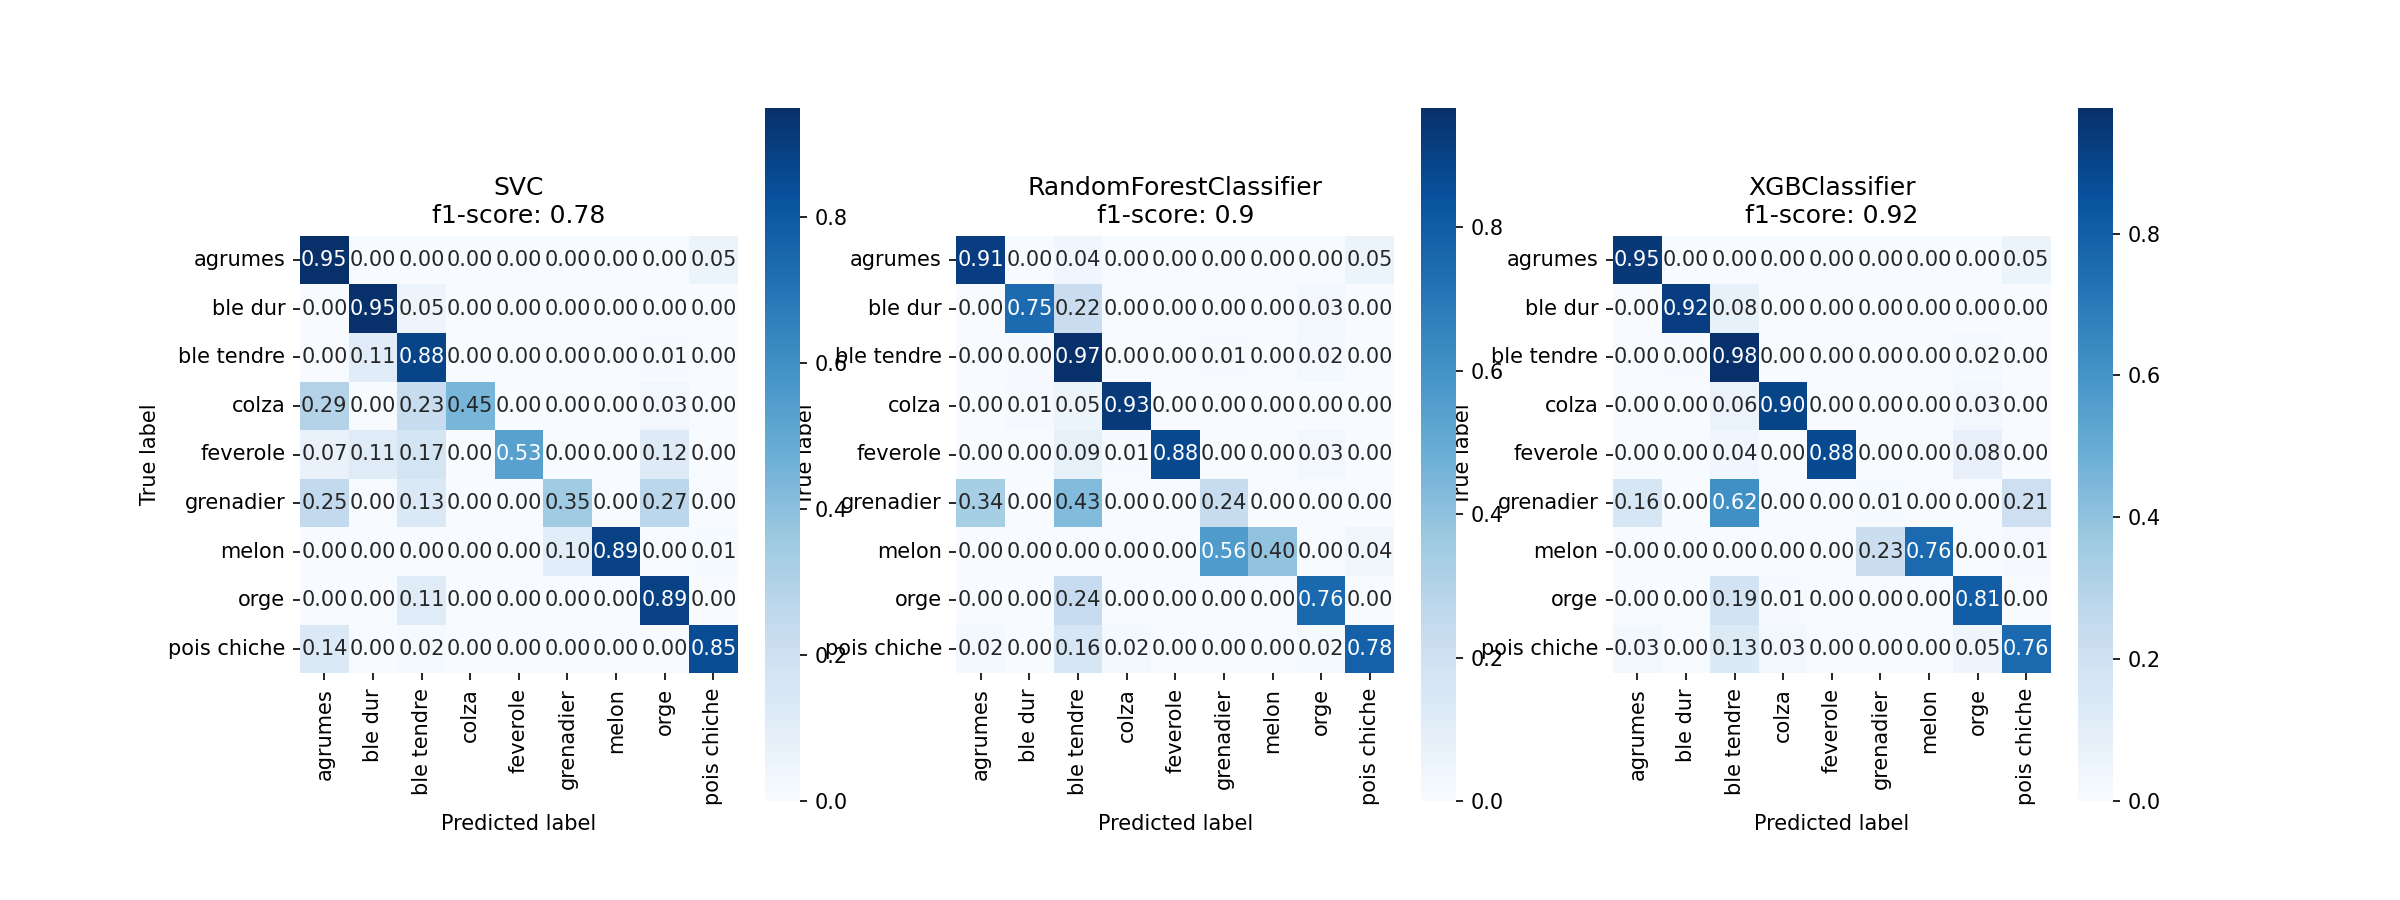 SVC
f1-score: 0.78
True label
agrumes 0.95 0.00 0.00 0.00 0.00 0.00 0.00 0.00 0.05
ble dur 0.00 0.95 0.05 0.00 0.00 0.00 0.00 0.00 0.00
ble tendre 0.00 0.11 0.88 0.00 0.00 0.00 0.00 0.01 0.00
colza 0.29 0.00 0.23 0.45 0.00 0.00 0.00 0.03 0.00
feverole 0.07 0.11 0.17 0.00 0.53 0.00 0.00 0.12 0.00
grenadier 0.25 0.00 0.13 0.00 0.00 0.35 0.00 0.27 0.00
melon 0.00 0.00 0.00 0.00 0.00 0.10 0.89 0.00 0.01
orge 0.00 0.00 0.11 0.00 0.00 0.00 0.00 0.89 0.00
pois chiche 0.14 0.00 0.02 0.00 0.00 0.00 0.00 0.00 0.85
agrumes ble dur ble tendre colza feverole grenadier melon orge pois chiche
Predicted label
0.8
0.6
0.4
0.2
0.0
RandomForestClassifier
f1-score: 0.9
True label
agrumes 0.91 0.00 0.04 0.00 0.00 0.00 0.00 0.00 0.05
ble dur 0.00 0.75 0.22 0.00 0.00 0.00 0.00 0.03 0.00
ble tendre 0.00 0.00 0.97 0.00 0.00 0.01 0.00 0.02 0.00
colza 0.00 0.01 0.05 0.93 0.00 0.00 0.00 0.00 0.00
feverole 0.00 0.00 0.09 0.01 0.88 0.00 0.00 0.03 0.00
grenadier 0.34 0.00 0.43 0.00 0.00 0.24 0.00 0.00 0.00
melon 0.00 0.00 0.00 0.00 0.00 0.56 0.40 0.00 0.04
orge 0.00 0.00 0.24 0.00 0.00 0.00 0.00 0.76 0.00
pois chiche 0.02 0.00 0.16 0.02 0.00 0.00 0.00 0.02 0.78
agrumes ble dur ble tendre colza feverole grenadier melon orge pois chiche
Predicted label
0.8
0.6
0.4
0.2
0.0
XGBClassifier
f1-score: 0.92
True label
agrumes 0.95 0.00 0.00 0.00 0.00 0.00 0.00 0.00 0.05
ble dur 0.00 0.92 0.08 0.00 0.00 0.00 0.00 0.00 0.00
ble tendre 0.00 0.00 0.98 0.00 0.00 0.00 0.00 0.02 0.00
colza 0.00 0.00 0.06 0.90 0.00 0.00 0.00 0.03 0.00
feverole 0.00 0.00 0.04 0.00 0.88 0.00 0.00 0.08 0.00
grenadier 0.16 0.00 0.62 0.00 0.00 0.01 0.00 0.00 0.21
melon 0.00 0.00 0.00 0.00 0.00 0.23 0.76 0.00 0.01
orge 0.00 0.00 0.19 0.01 0.00 0.00 0.00 0.81 0.00
pois chiche 0.03 0.00 0.13 0.03 0.00 0.00 0.00 0.05 0.76
agrumes ble dur ble tendre colza feverole grenadier melon orge pois chiche
Predicted label
0.8
0.6
0.4
0.2
0.0